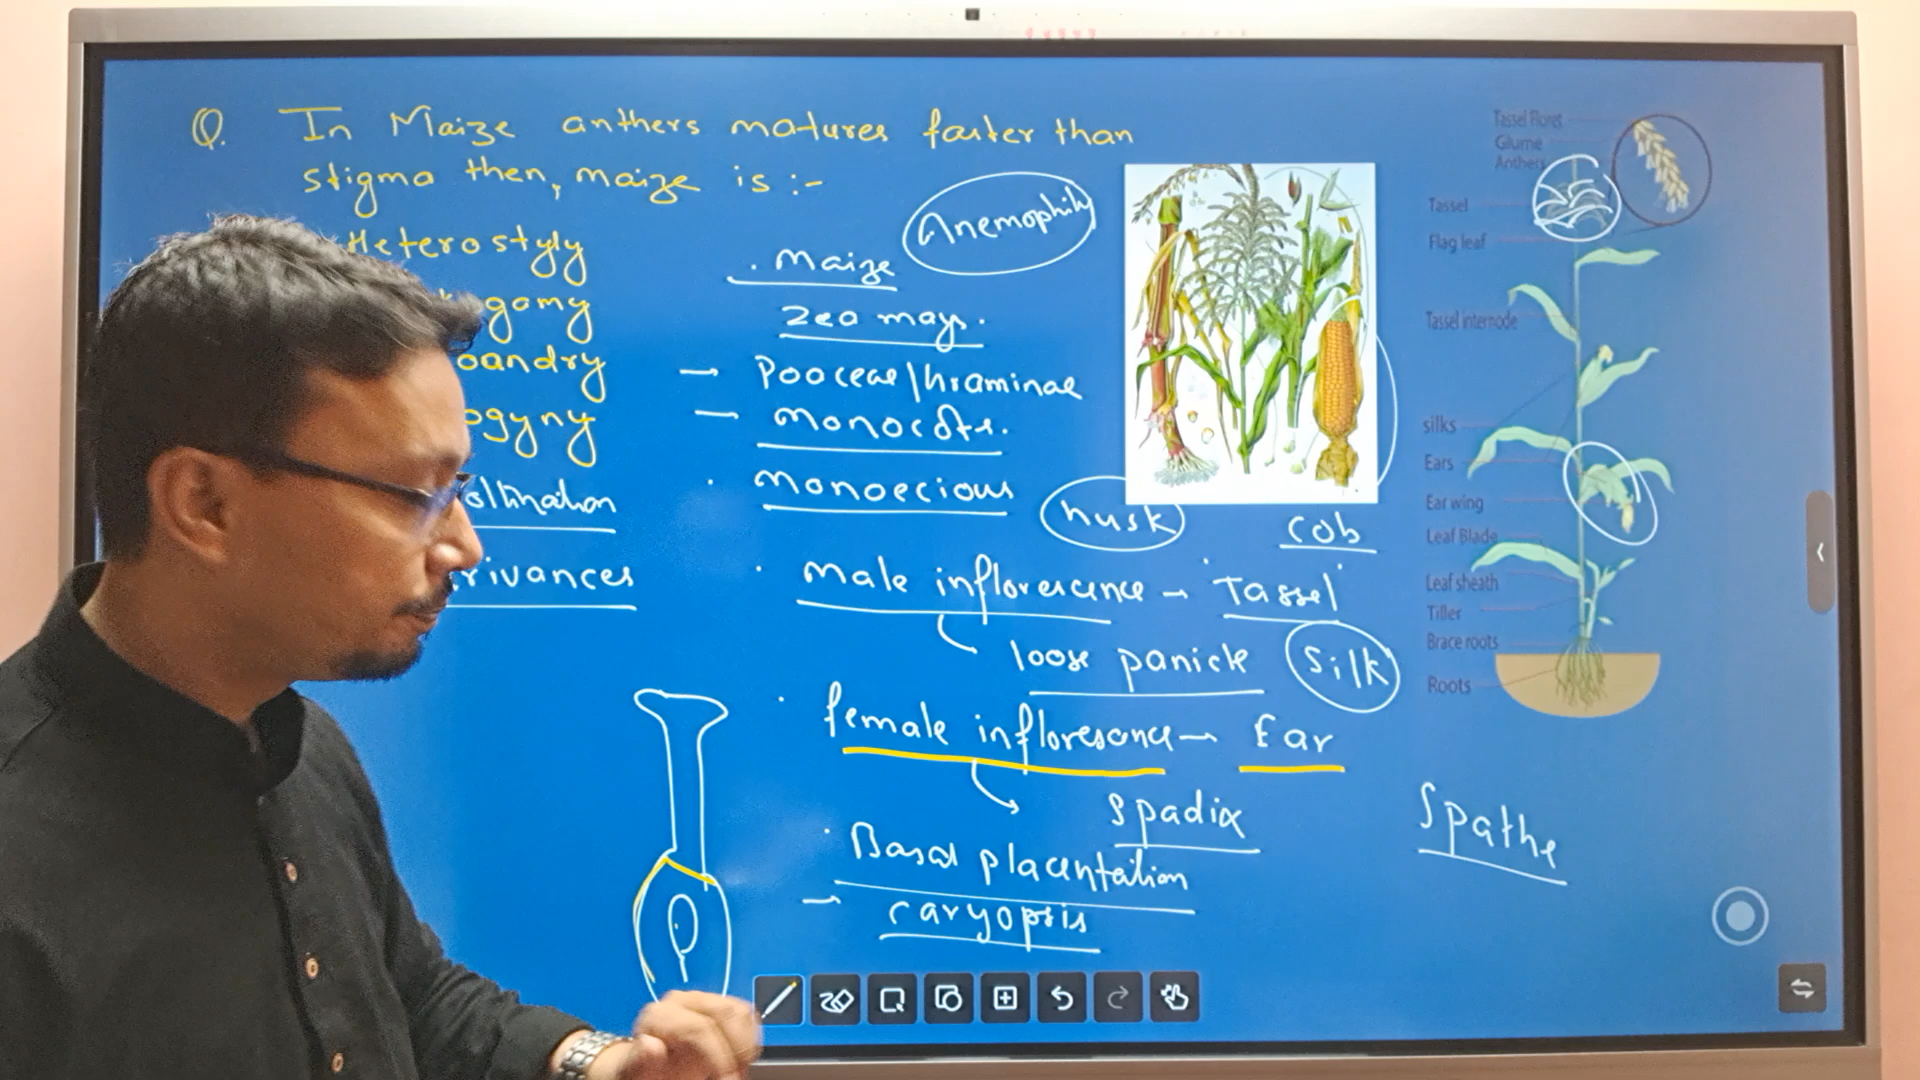 Q. In Maize anthers matures faster than
stigma then, maize is :-
Heterostyly
gamy
oandry
ogyny
ollination
rivances
Anemophily
. Maize
Zea mays.
→ Pooceae/Graminae
— monocots.
. monoecious
husk
cob
. male inflorescence → "Tassel"
loose panicle
Silk
. female inflorescence → Ear
spadix
Spathe
. Basal placentation
→ caryopsis
Tassel Floret
Glume
Anthers
Tassel
Flag leaf
Tassel internode
silks
Ears
Ear wing
Leaf Blade
Leaf sheath
Tiller
Brace roots
Roots